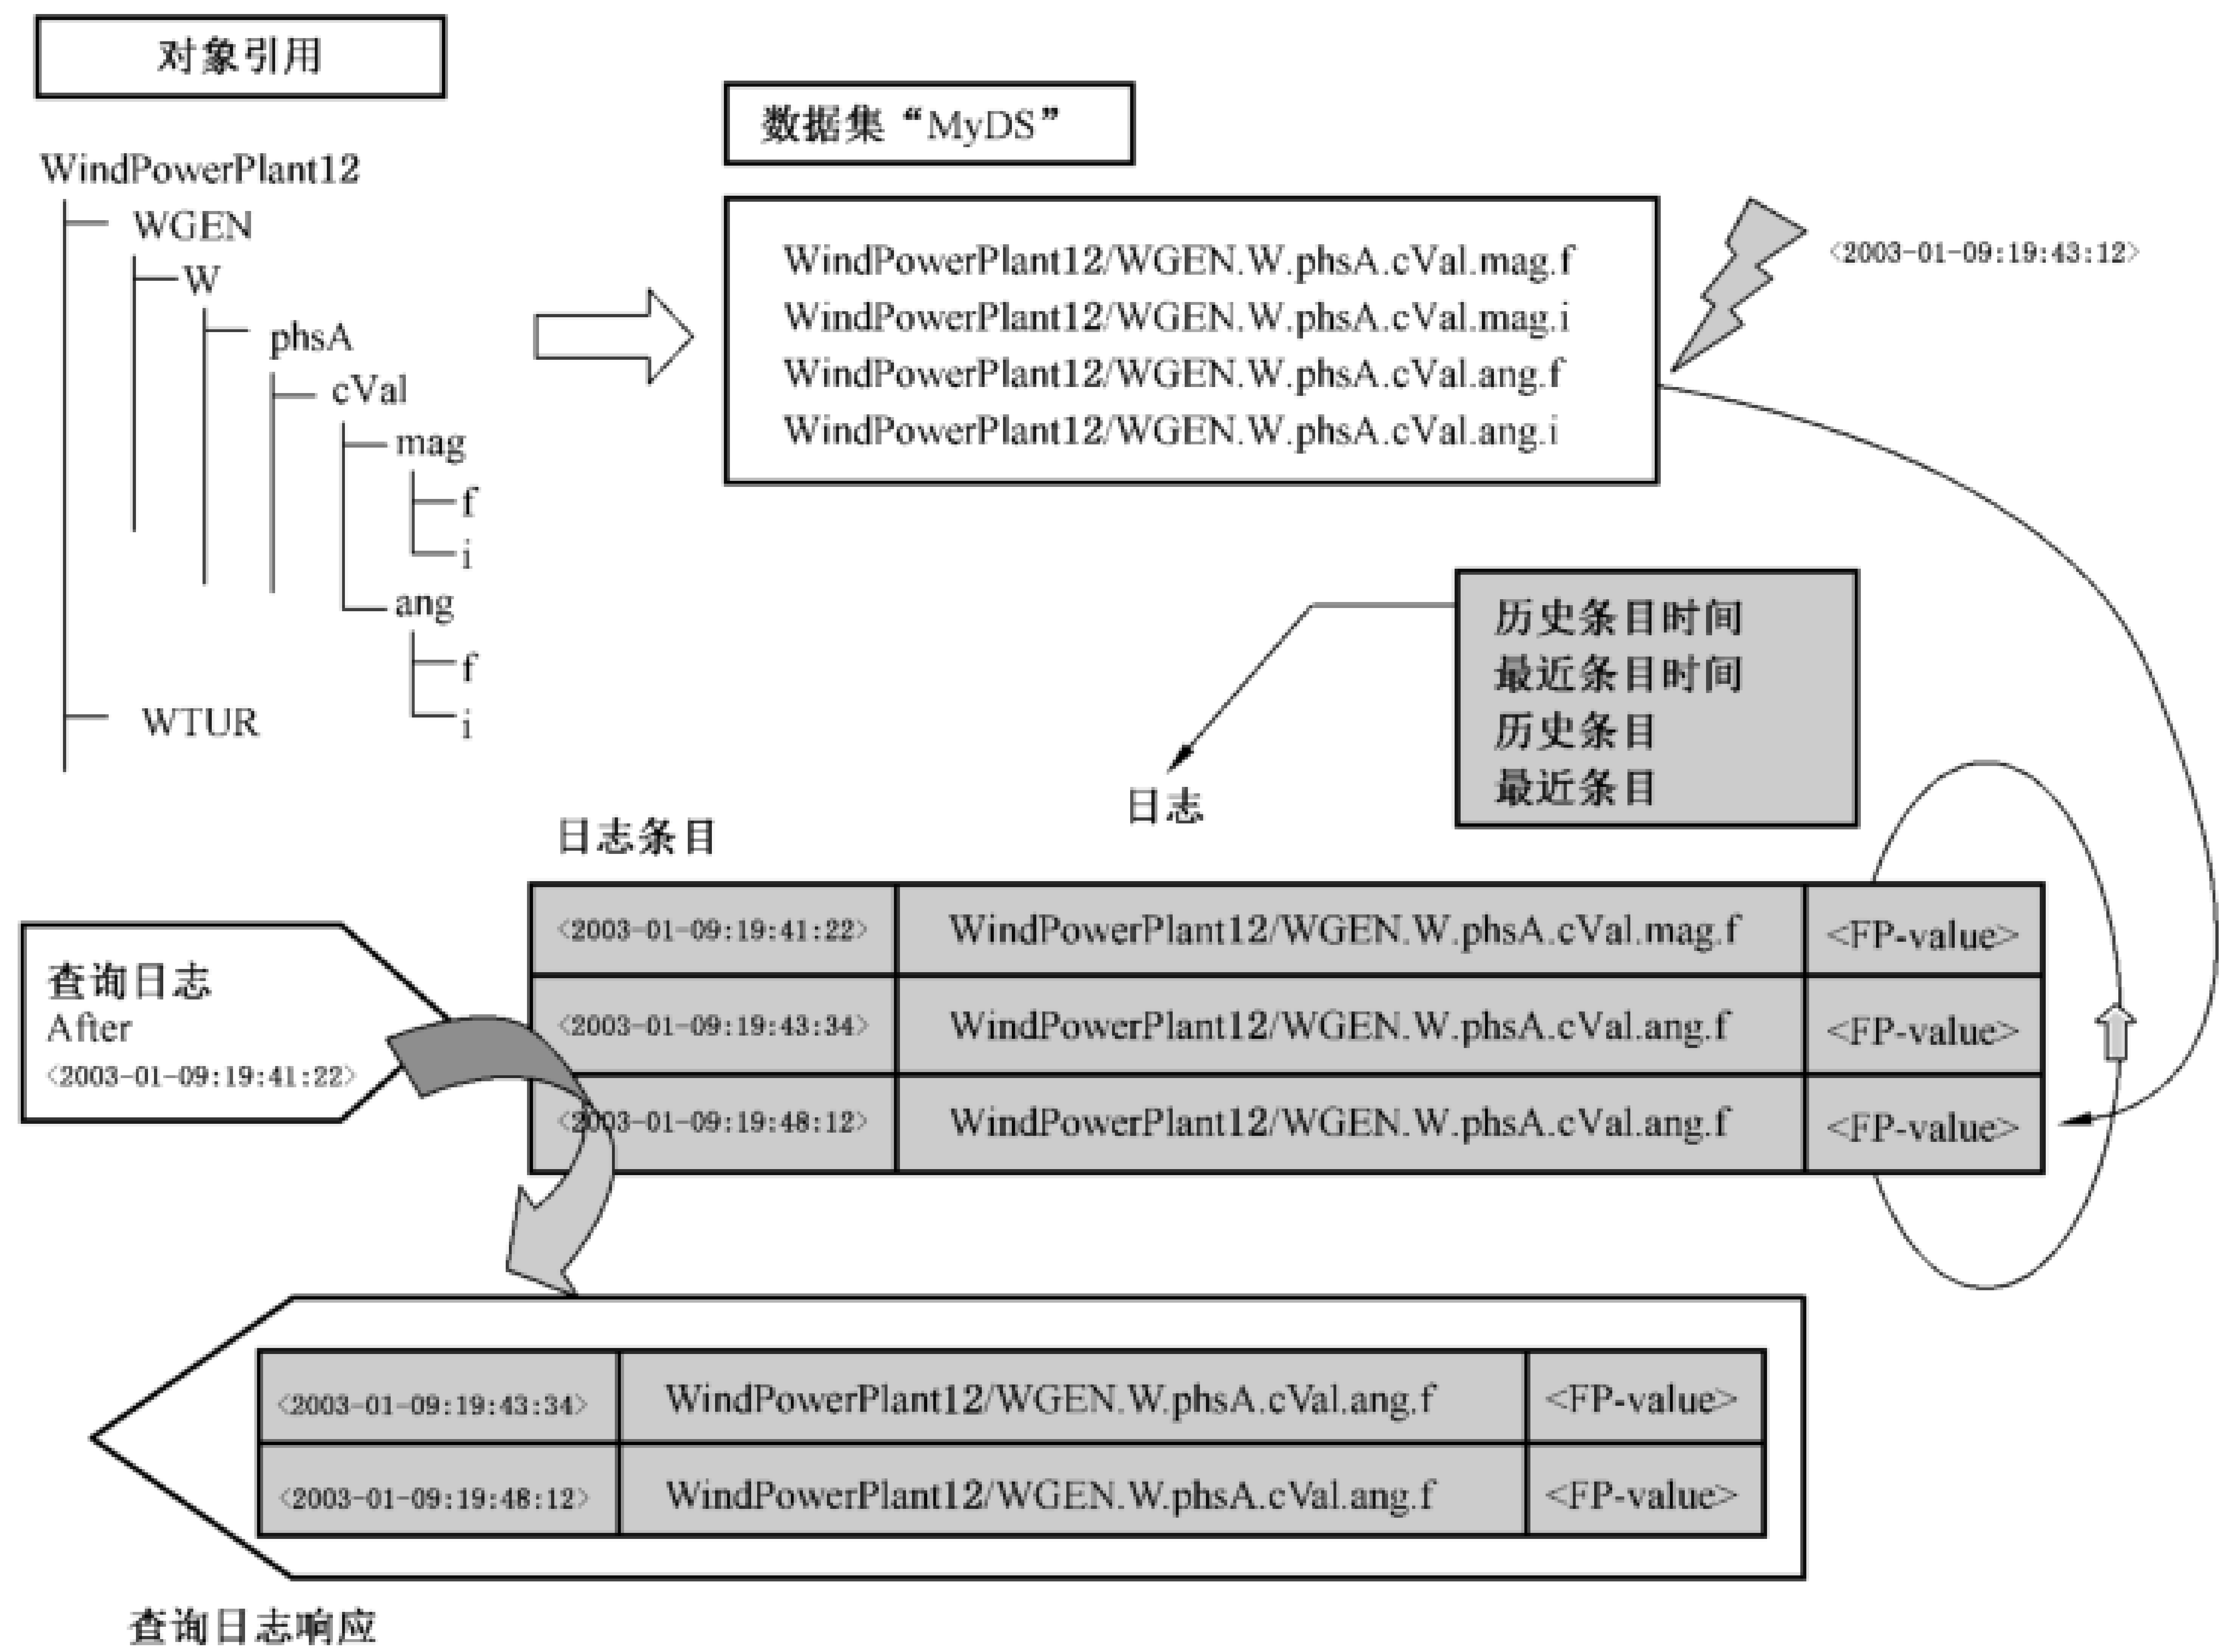 对象引用
数据集“MyDS”
WindPowerPlant12
WGEN
W
phsA
cVal
mag
f
i
ang
f
i
WTUR
WindPowerPlant12/WGEN.W.phsA.cVal.mag.f
WindPowerPlant12/WGEN.W.phsA.cVal.mag.i
WindPowerPlant12/WGEN.W.phsA.cVal.ang.f
WindPowerPlant12/WGEN.W.phsA.cVal.ang.i
<2003-01-09:19:43:12>
历史条目时间
最近条目时间
历史条目
最近条目
日志
日志条目
<2003-01-09:19:41:22> WindPowerPlant12/WGEN.W.phsA.cVal.mag.f <FP-value>
<2003-01-09:19:43:34> WindPowerPlant12/WGEN.W.phsA.cVal.ang.f <FP-value>
<2003-01-09:19:48:12> WindPowerPlant12/WGEN.W.phsA.cVal.ang.f <FP-value>
查询日志
After
<2003-01-09:19:41:22>
<2003-01-09:19:43:34> WindPowerPlant12/WGEN.W.phsA.cVal.ang.f <FP-value>
<2003-01-09:19:48:12> WindPowerPlant12/WGEN.W.phsA.cVal.ang.f <FP-value>
查询日志响应